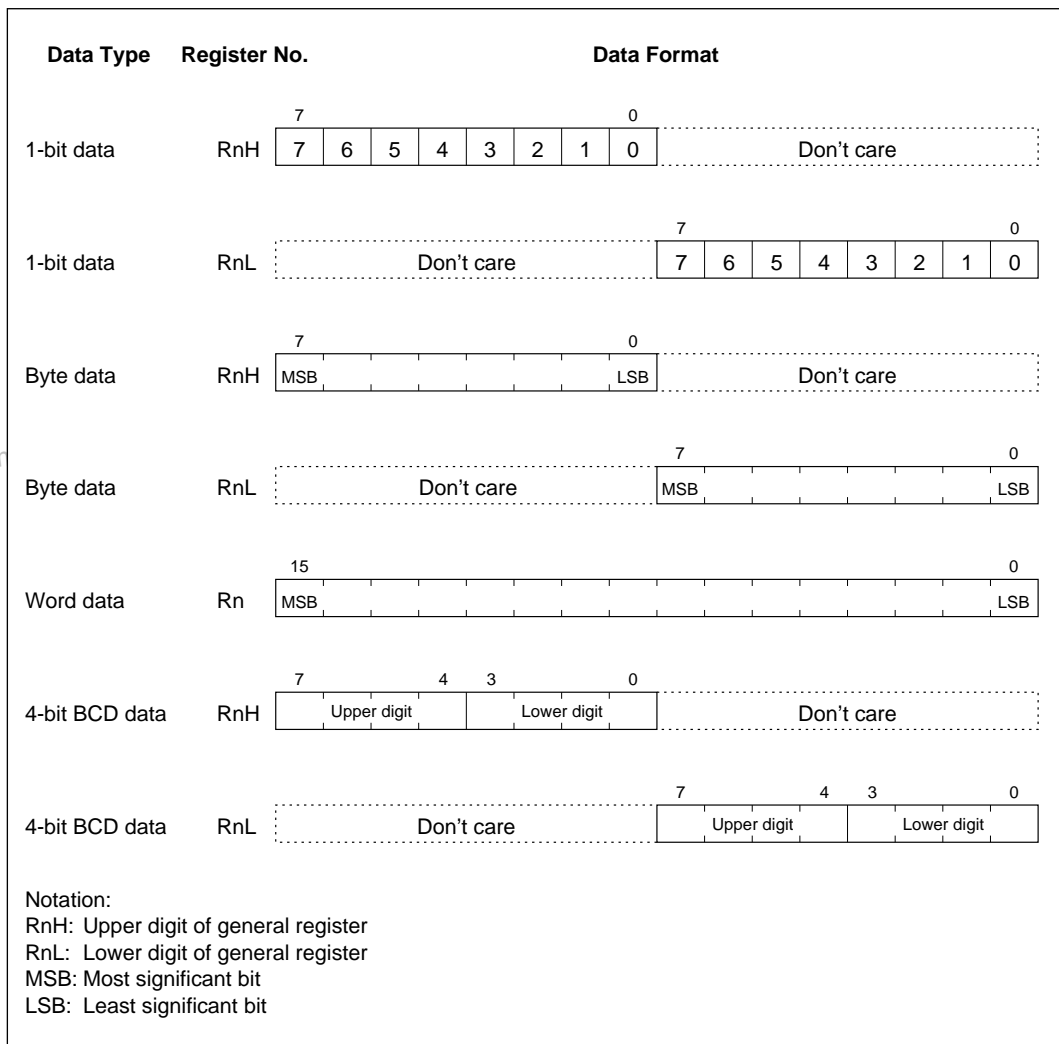 Data Type Register No. Data Format
7 0
1-bit data RnH 7 6 5 4 3 2 1 0 Don't care
7 0
1-bit data RnL Don't care 7 6 5 4 3 2 1 0
7 0
Byte data RnH MSB LSB Don't care
7 0
Byte data RnL Don't care MSB LSB
15 0
Word data Rn MSB LSB
7 4 3 0
4-bit BCD data RnH Upper digit Lower digit Don't care
7 4 3 0
4-bit BCD data RnL Don't care Upper digit Lower digit
Notation:
RnH: Upper digit of general register
RnL: Lower digit of general register
MSB: Most significant bit
LSB: Least significant bit